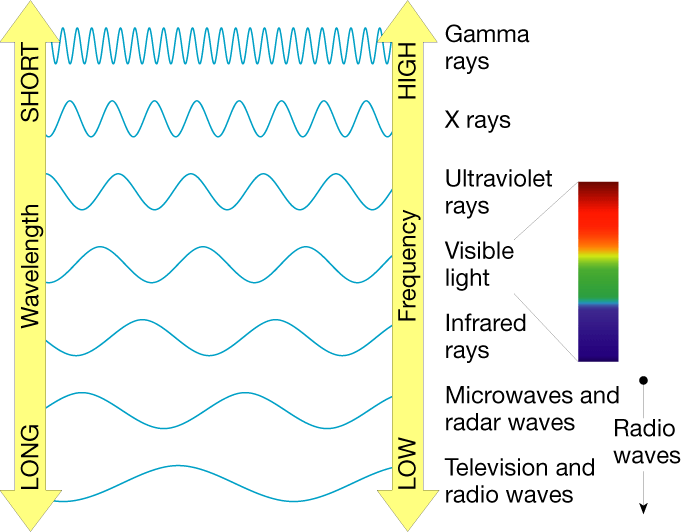 SHORT
Wavelength
LONG
HIGH
Frequency
LOW
Gamma
rays
X rays
Ultraviolet
rays
Visible
light
Infrared
rays
Microwaves and
radar waves
Television and
radio waves
Radio
waves